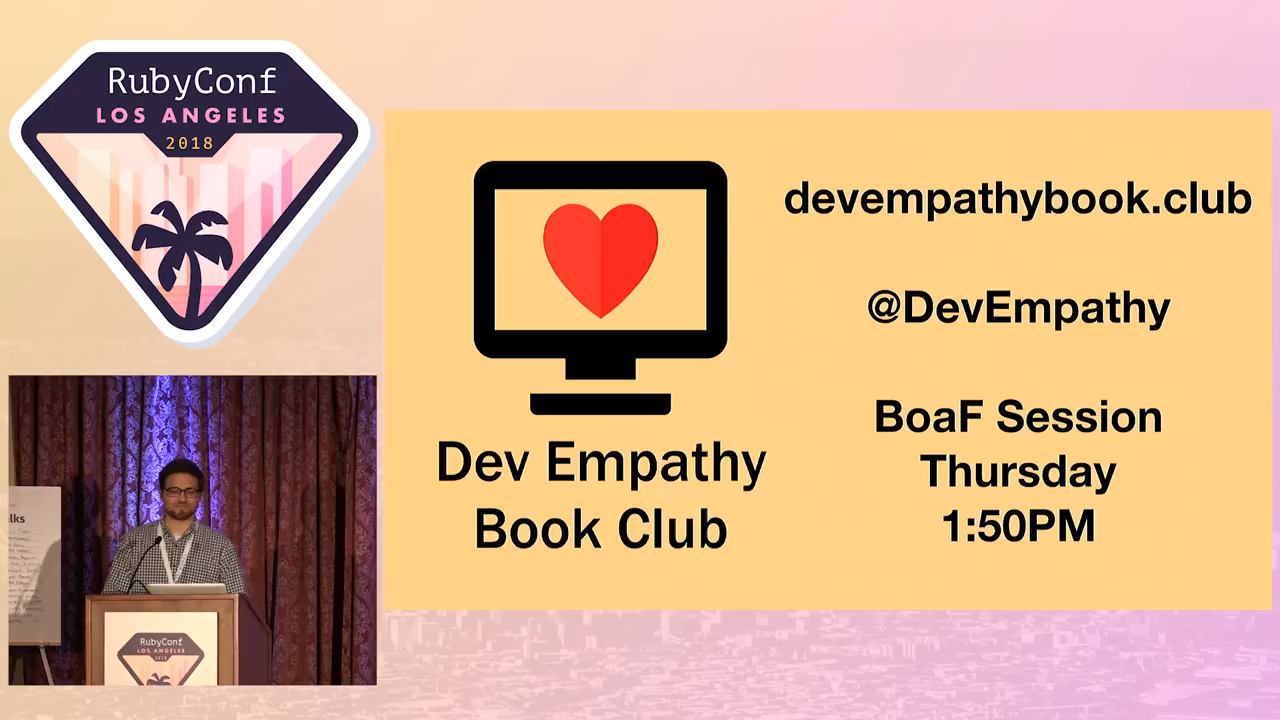 RubyConf
LOS ANGELES
2018
devempathybook.club
@DevEmpathy
BoaF Session
Thursday
1:50PM
Dev Empathy
Book Club
lks
RubyConf
LOS ANGELES
2018